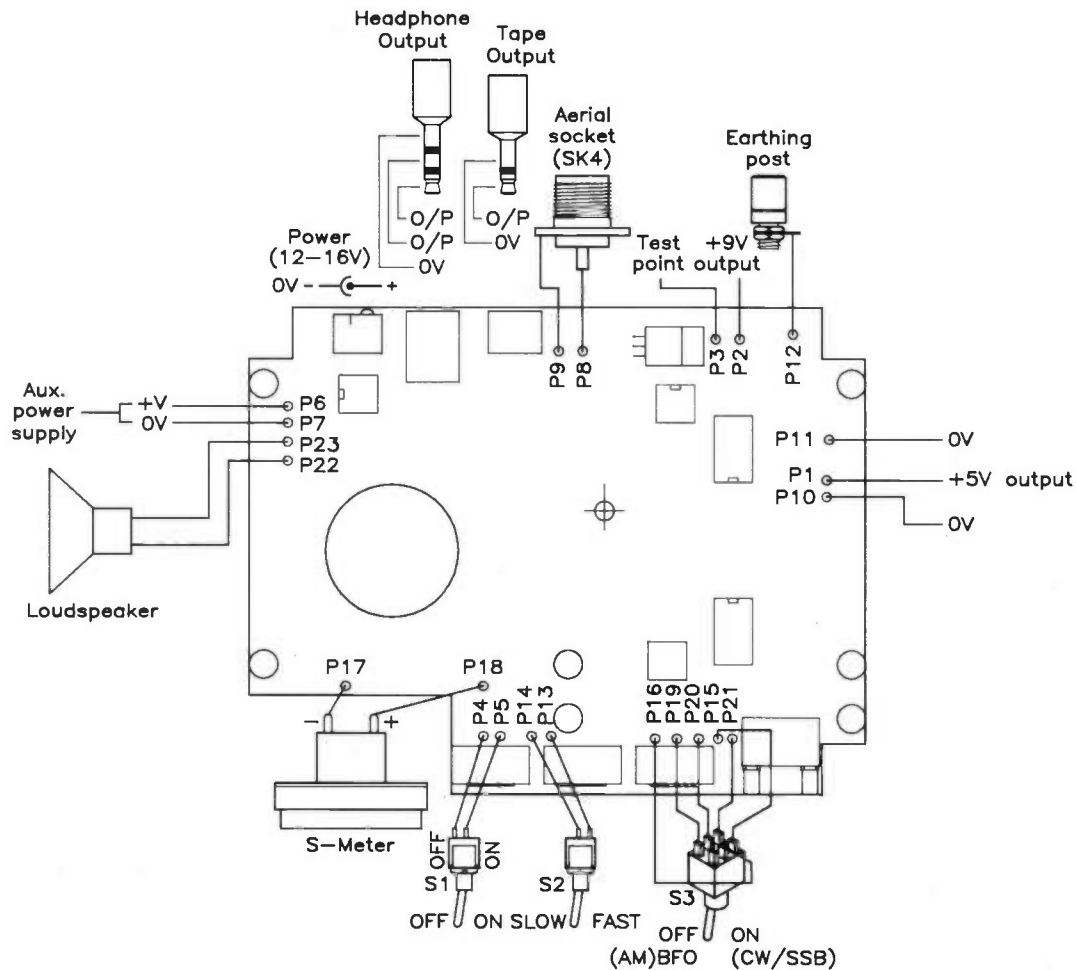 Headphone
Output
Tape
Output
Aerial
socket
(SK4)
Earthing
post
O/P
O/P
0V
O/P
0V
Power
(12–16V)
0V - +
Test
point
+9V
output
P9
P8
P3
P2
P12
Aux.
power
supply
+V
0V
P6
P7
P23
P22
P11
0V
P1
+5V output
P10
0V
Loudspeaker
P17
P18
P4
P5
P14
P13
P16
P19
P20
P15
P21
- +
S-Meter
OFF
ON
S1
S2
S3
OFF ON
SLOW FAST
OFF ON
(AM)BFO (CW/SSB)